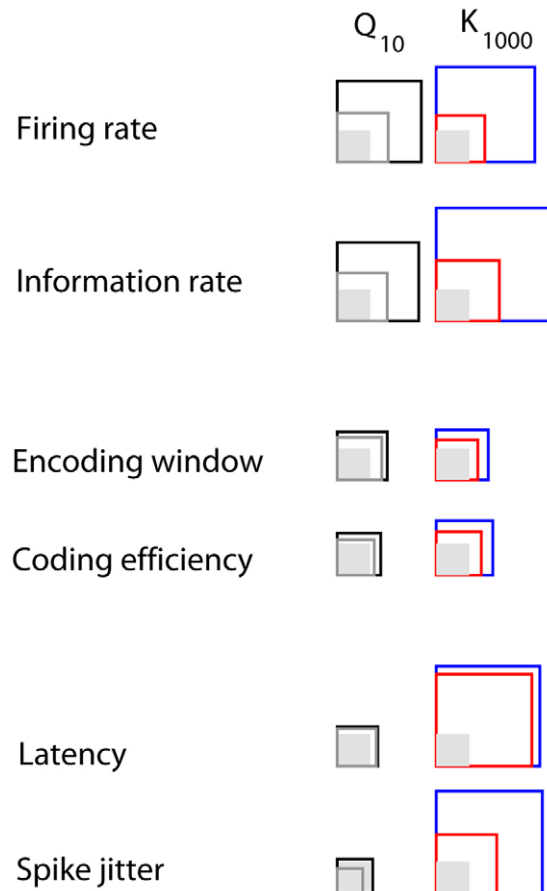 Q10 K1000
Firing rate
Information rate
Encoding window
Coding efficiency
Latency
Spike jitter